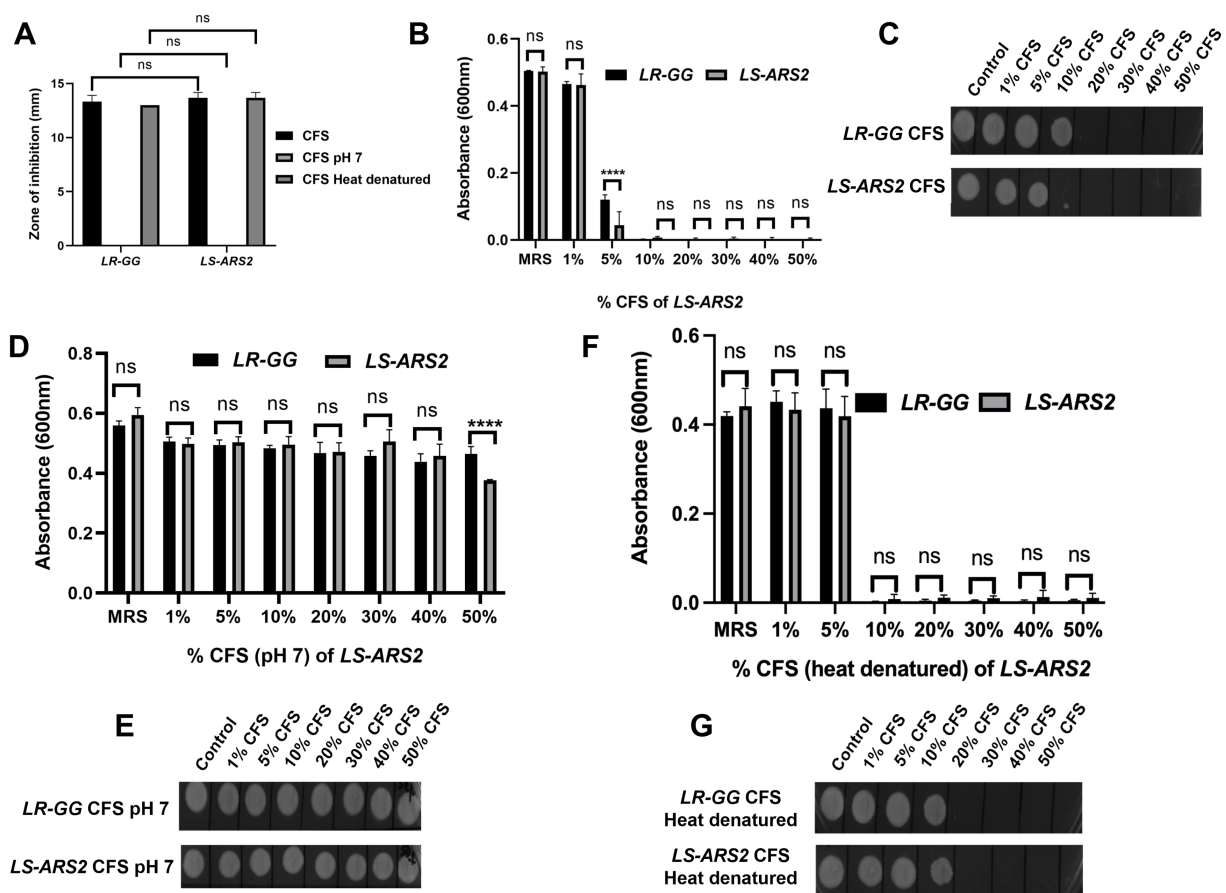 A
ns
ns
ns
Zone of inhibition (mm)
15
10
5
0
LR-GG
LS-ARS2
CFS
CFS pH 7
CFS Heat denatured
B
Absorbance (600nm)
0.6
0.4
0.2
0.0
ns
ns
****
ns
ns
ns
ns
ns
LR-GG
LS-ARS2
MRS 1% 5% 10% 20% 30% 40% 50%
% CFS of LS-ARS2
C
Control
1% CFS
5% CFS
10% CFS
20% CFS
30% CFS
40% CFS
50% CFS
LR-GG CFS
LS-ARS2 CFS
D
Absorbance (600nm)
0.8
0.6
0.4
0.2
0.0
LR-GG
LS-ARS2
ns
ns
ns
ns
ns
ns
ns
****
MRS 1% 5% 10% 20% 30% 40% 50%
% CFS (pH 7) of LS-ARS2
F
Absorbance (600nm)
0.6
0.4
0.2
0.0
ns
ns
ns
ns
ns
ns
ns
ns
LR-GG
LS-ARS2
MRS 1% 5% 10% 20% 30% 40% 50%
% CFS (heat denatured) of LS-ARS2
E
Control
1% CFS
5% CFS
10% CFS
20% CFS
30% CFS
40% CFS
50% CFS
LR-GG CFS pH 7
LS-ARS2 CFS pH 7
G
Control
1% CFS
5% CFS
10% CFS
20% CFS
30% CFS
40% CFS
50% CFS
LR-GG CFS
Heat denatured
LS-ARS2 CFS
Heat denatured